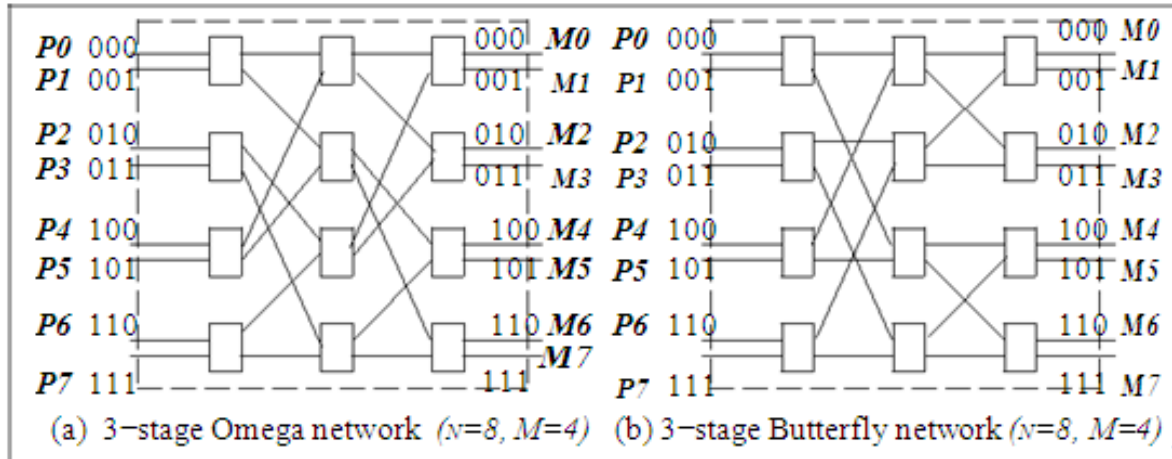 P0 000
P1 001
P2 010
P3 011
P4 100
P5 101
P6 110
P7 111
000 M0
001 M1
010 M2
011 M3
100 M4
101 M5
110 M6
111 M7
(a) 3−stage Omega network (N=8, M=4)
P0 000
P1 001
P2 010
P3 011
P4 100
P5 101
P6 110
P7 111
000 M0
001 M1
010 M2
011 M3
100 M4
101 M5
110 M6
111 M7
(b) 3−stage Butterfly network (N=8, M=4)